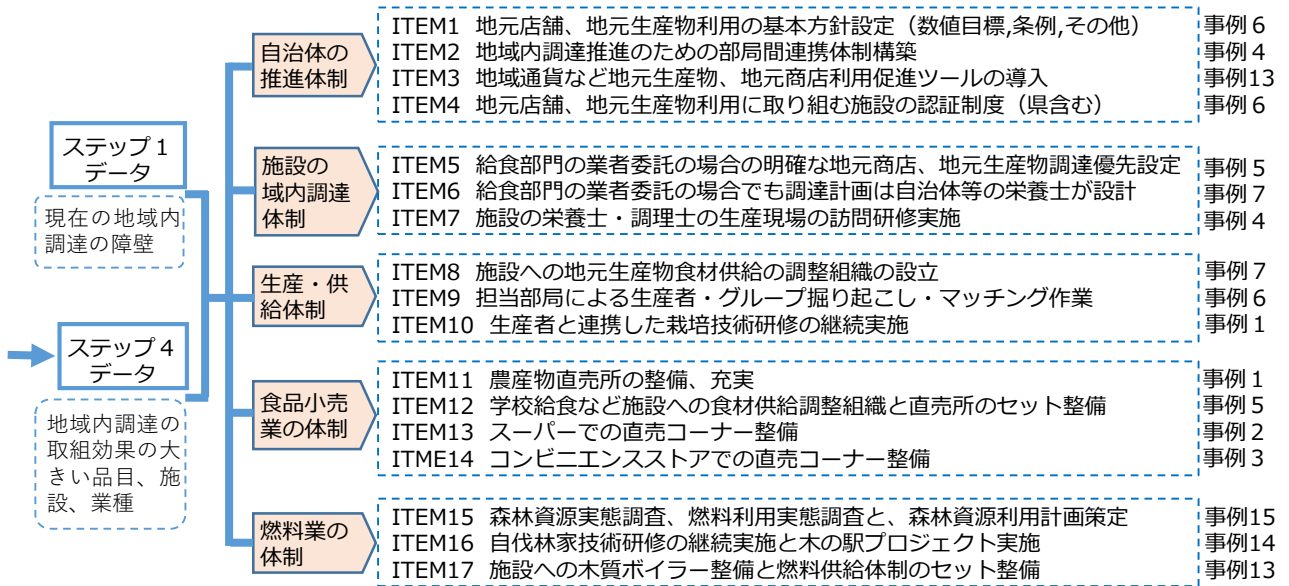 ステップ１
データ
現在の地域内
調達の障壁
ステップ４
データ
地域内調達の
取組効果の大
きい品目、施
設、業種
自治体の
推進体制
ITEM1 地元店舗、地元生産物利用の基本方針設定（数値目標,条例,その他） 事例６
ITEM2 地域内調達推進のための部局間連携体制構築 事例４
ITEM3 地域通貨など地元生産物、地元商店利用促進ツールの導入 事例13
ITEM4 地元店舗、地元生産物利用に取り組む施設の認証制度（県含む） 事例６
施設の
域内調達
体制
ITEM5 給食部門の業者委託の場合の明確な地元商店、地元生産物調達優先設定 事例５
ITEM6 給食部門の業者委託の場合でも調達計画は自治体等の栄養士が設計 事例７
ITEM7 施設の栄養士・調理士の生産現場の訪問研修実施 事例４
生産・供
給体制
ITEM8 施設への地元生産物食材供給の調整組織の設立 事例７
ITEM9 担当部局による生産者・グループ掘り起こし・マッチング作業 事例６
ITEM10 生産者と連携した栽培技術研修の継続実施 事例１
食品小売
業の体制
ITEM11 農産物直売所の整備、充実 事例１
ITEM12 学校給食など施設への食材供給調整組織と直売所のセット整備 事例５
ITEM13 スーパーでの直売コーナー整備 事例２
ITME14 コンビニエンスストアでの直売コーナー整備 事例３
燃料業の
体制
ITEM15 森林資源実態調査、燃料利用実態調査と、森林資源利用計画策定 事例15
ITEM16 自伐林家技術研修の継続実施と木の駅プロジェクト実施 事例14
ITEM17 施設への木質ボイラー整備と燃料供給体制のセット整備 事例13